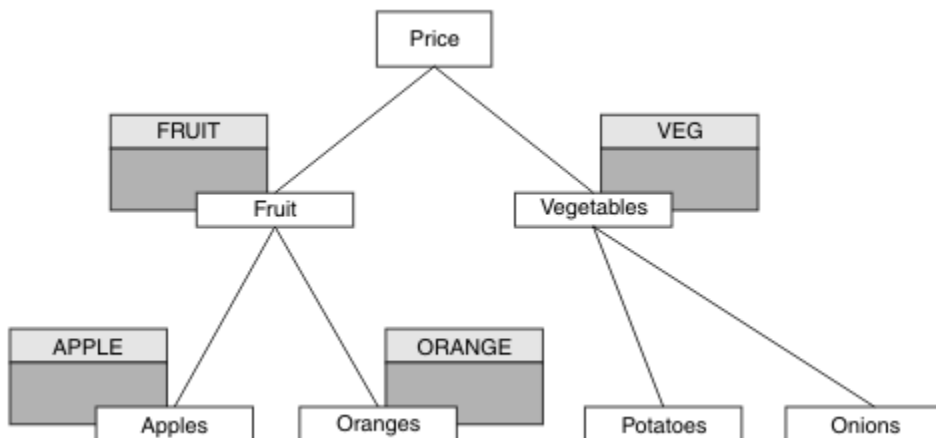 Price
FRUIT
VEG
Fruit
Vegetables
APPLE
ORANGE
Apples
Oranges
Potatoes
Onions